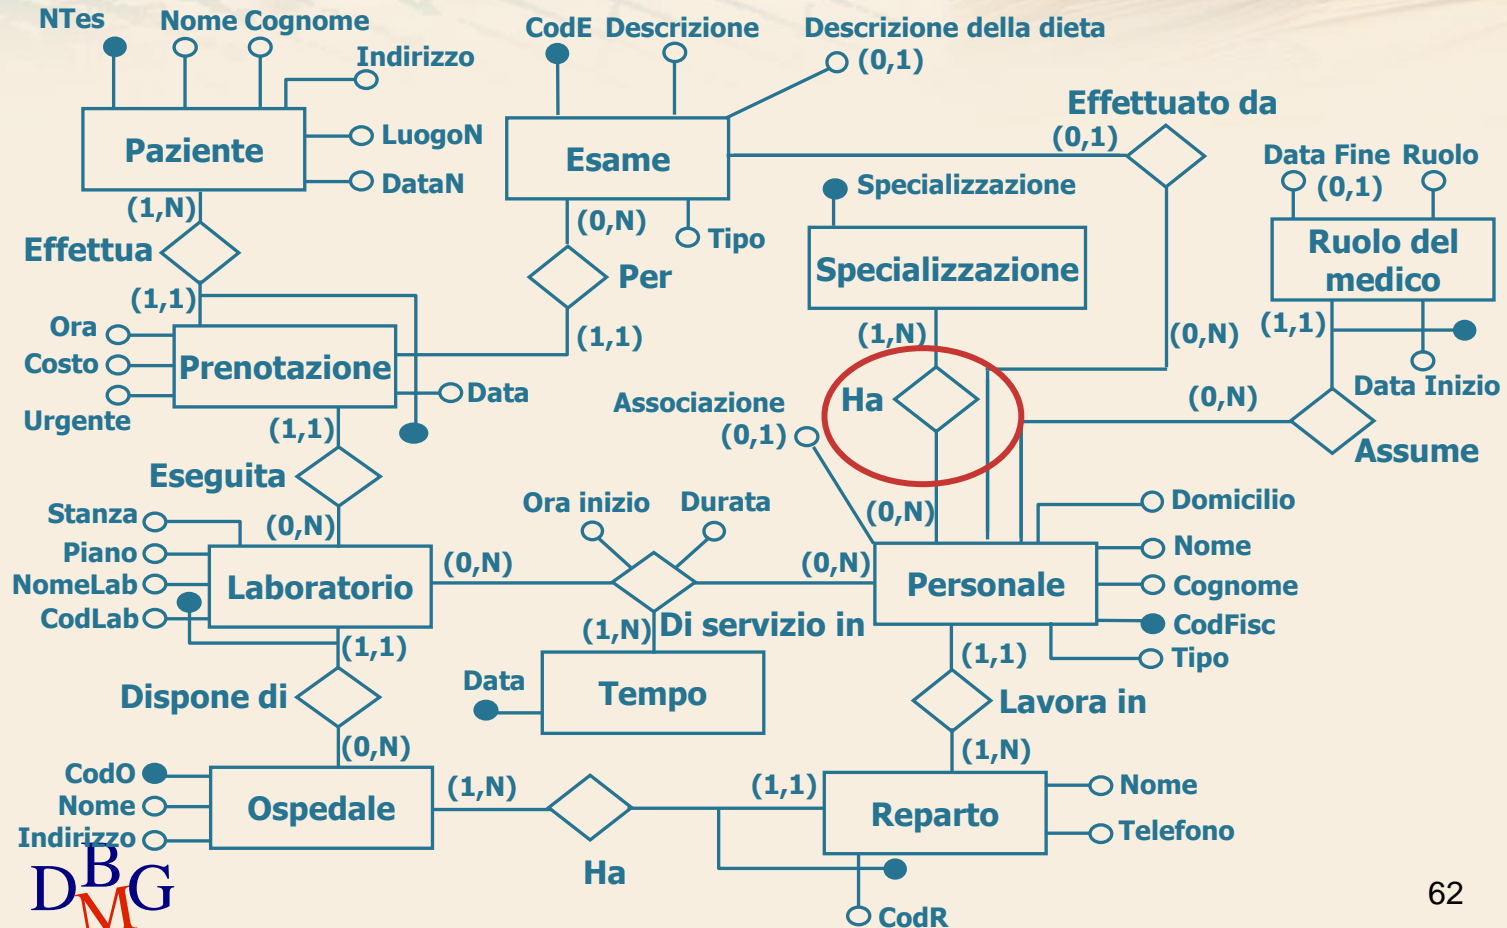 NTes
Nome Cognome
CodE Descrizione
Descrizione della dieta
(0,1)
Indirizzo
Effettuato da
(0,1)
Paziente
LuogoN
DataN
Esame
Data Fine Ruolo
(0,1)
Specializzazione
(1,N)
(0,N)
Tipo
Effettua
Per
Specializzazione
Ruolo del
medico
(1,1)
(1,1)
(1,N)
(0,N)
(1,1)
Ora
Costo
Urgente
Prenotazione
Data
Data Inizio
Associazione
(0,1)
Ha
(0,N)
Assume
(1,1)
Eseguita
Stanza
Piano
NomeLab
CodLab
(0,N)
Ora inizio
Durata
(0,N)
Domicilio
Nome
Cognome
CodFisc
Tipo
Laboratorio
(0,N)
(0,N)
Personale
(1,1)
(1,N)
Di servizio in
(1,1)
Dispone di
Data
Tempo
Lavora in
(0,N)
(1,N)
CodO
Nome
Indirizzo
Ospedale
(1,N)
(1,1)
Reparto
Nome
Telefono
Ha
CodR
DBMG
62